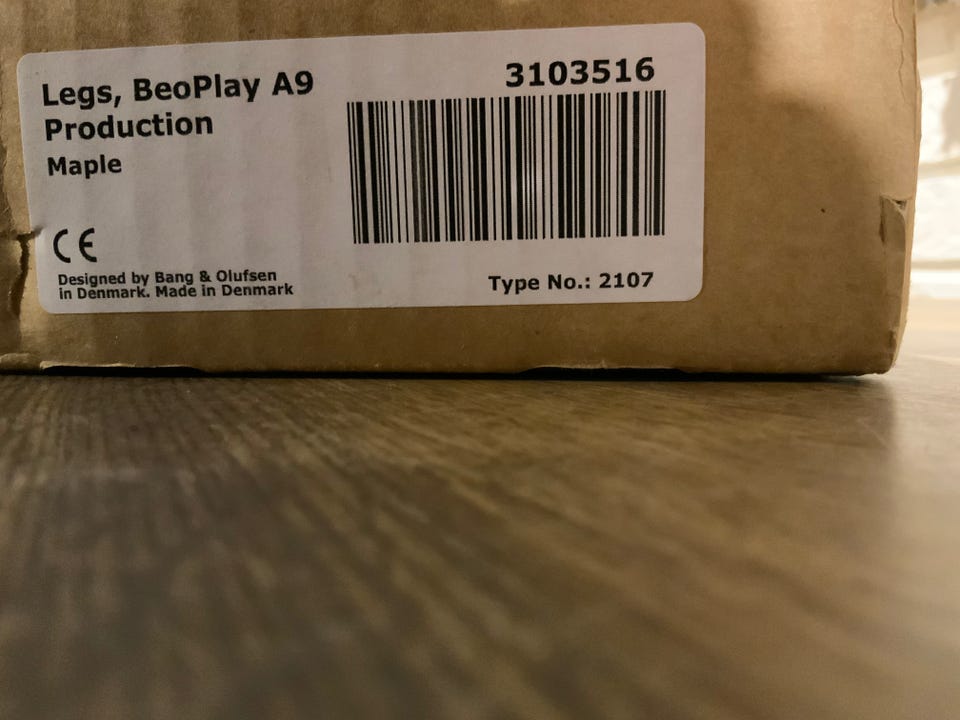 Legs, BeoPlay A9
Production
Maple
3103516
CE
Designed by Bang & Olufsen
in Denmark. Made in Denmark
Type No.: 2107